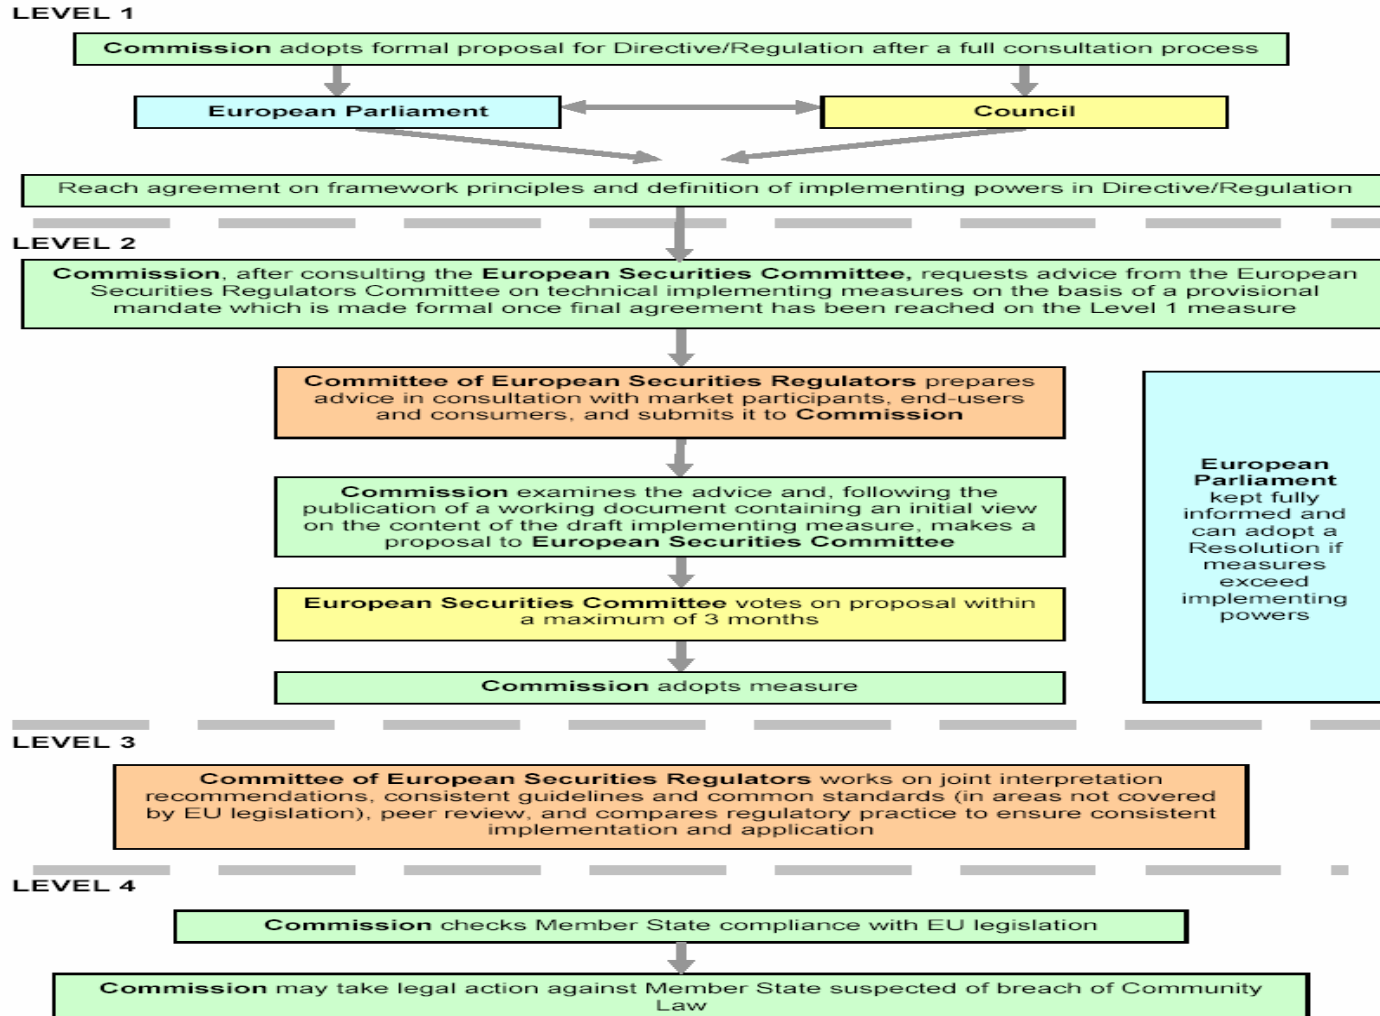 LEVEL 1
Commission adopts formal proposal for Directive/Regulation after a full consultation process
European Parliament
Council
Reach agreement on framework principles and definition of implementing powers in Directive/Regulation
LEVEL 2
Commission, after consulting the European Securities Committee, requests advice from the European
Securities Regulators Committee on technical implementing measures on the basis of a provisional
mandate which is made formal once final agreement has been reached on the Level 1 measure
Committee of European Securities Regulators prepares
advice in consultation with market participants, end-users
and consumers, and submits it to Commission
Commission examines the advice and, following the
publication of a working document containing an initial view
on the content of the draft implementing measure, makes a
proposal to European Securities Committee
European Securities Committee votes on proposal within
a maximum of 3 months
Commission adopts measure
European
Parliament
kept fully
informed and
can adopt a
Resolution if
measures
exceed
implementing
powers
LEVEL 3
Committee of European Securities Regulators works on joint interpretation
recommendations, consistent guidelines and common standards (in areas not covered
by EU legislation), peer review, and compares regulatory practice to ensure consistent
implementation and application
LEVEL 4
Commission checks Member State compliance with EU legislation
Commission may take legal action against Member State suspected of breach of Community
Law